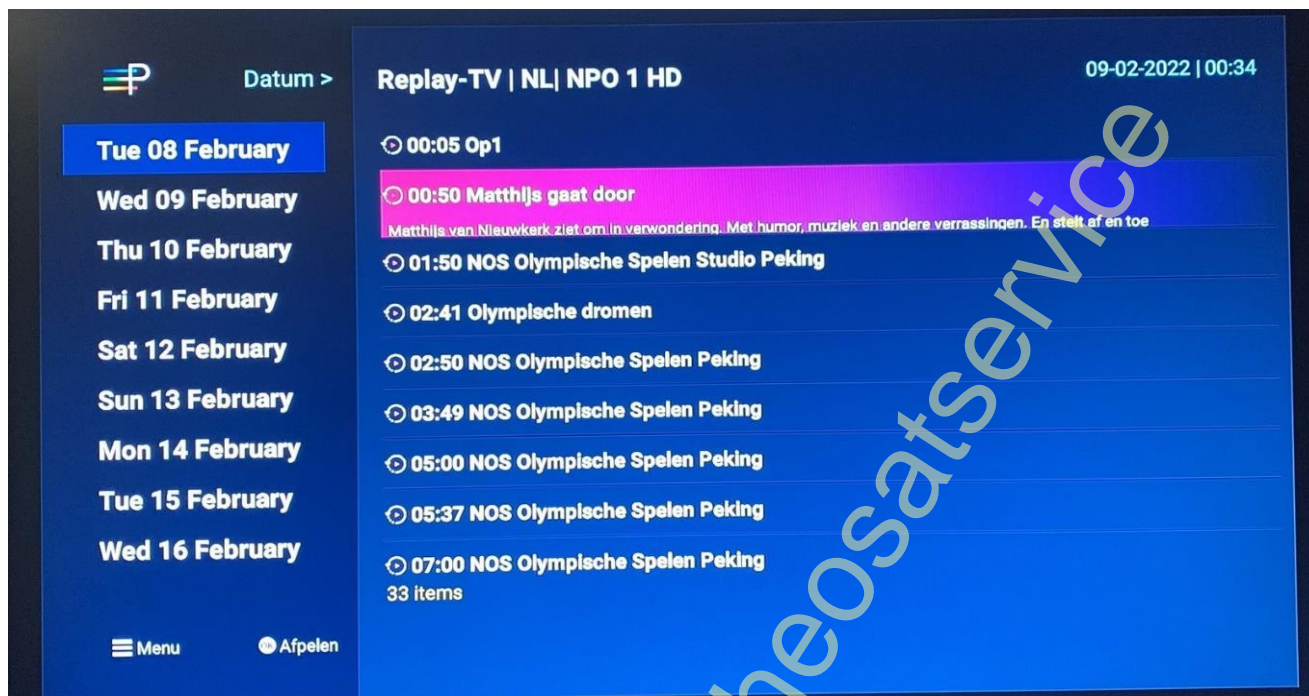 Datum >
Tue 08 February
Wed 09 February
Thu 10 February
Fri 11 February
Sat 12 February
Sun 13 February
Mon 14 February
Tue 15 February
Wed 16 February
Menu
OK Afpelen
Replay-TV | NL| NPO 1 HD
09-02-2022 | 00:34
00:05 Op1
00:50 Matthijs gaat door
Matthijs van Nieuwkerk ziet om in verwondering. Met humor, muziek en andere verrassingen. En stelt af en toe
01:50 NOS Olympische Spelen Studio Peking
02:41 Olympische dromen
02:50 NOS Olympische Spelen Peking
03:49 NOS Olympische Spelen Peking
05:00 NOS Olympische Spelen Peking
05:37 NOS Olympische Spelen Peking
07:00 NOS Olympische Spelen Peking
33 items
heosatservice